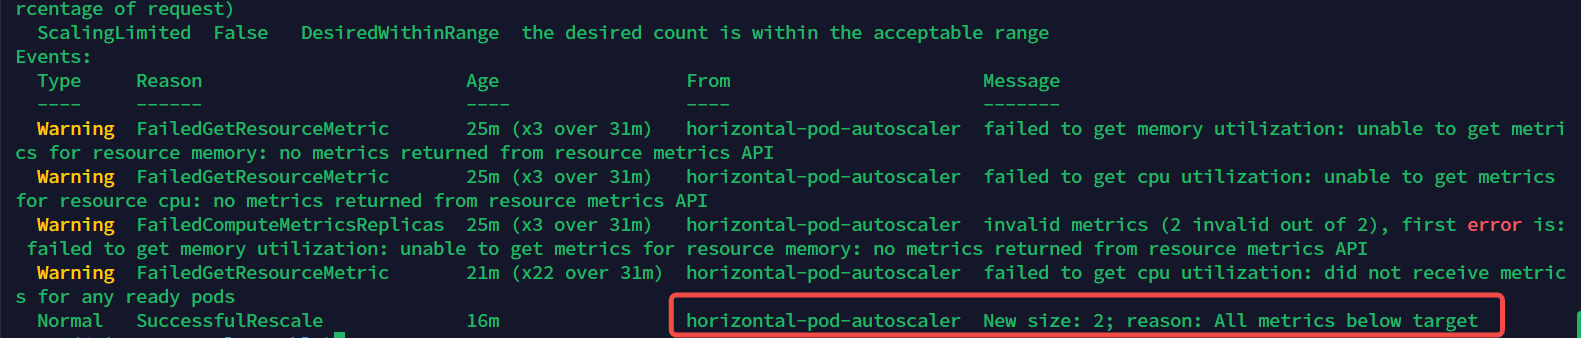 rcentage of request)
  ScalingLimited  False   DesiredWithinRange  the desired count is within the acceptable range
Events:
  Type     Reason                        Age                 From                       Message
  ----     ------                        ----                ----                       -------
  Warning  FailedGetResourceMetric       25m (x3 over 31m)   horizontal-pod-autoscaler  failed to get memory utilization: unable to get metri
cs for resource memory: no metrics returned from resource metrics API
  Warning  FailedGetResourceMetric       25m (x3 over 31m)   horizontal-pod-autoscaler  failed to get cpu utilization: unable to get metrics
for resource cpu: no metrics returned from resource metrics API
  Warning  FailedComputeMetricsReplicas  25m (x3 over 31m)   horizontal-pod-autoscaler  invalid metrics (2 invalid out of 2), first error is:
 failed to get memory utilization: unable to get metrics for resource memory: no metrics returned from resource metrics API
  Warning  FailedGetResourceMetric       21m (x22 over 31m)  horizontal-pod-autoscaler  failed to get cpu utilization: did not receive metric
s for any ready pods
  Normal   SuccessfulRescale             16m                 horizontal-pod-autoscaler  New size: 2; reason: All metrics below target